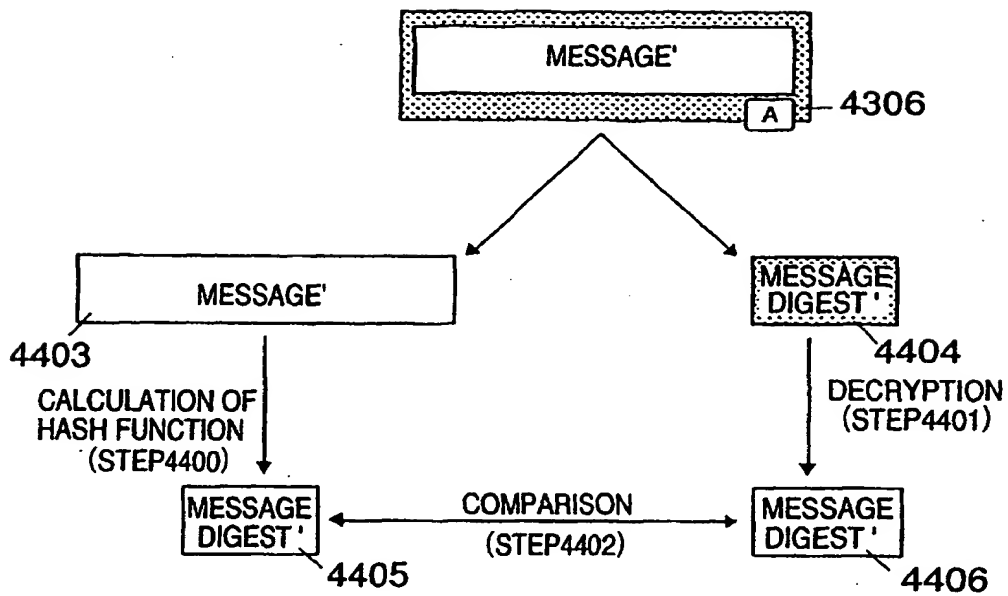 MESSAGE'
A
4306
MESSAGE'
4403
MESSAGE
DIGEST'
4404
CALCULATION OF
HASH FUNCTION
(STEP4400)
DECRYPTION
(STEP4401)
MESSAGE
DIGEST'
4405
COMPARISON
(STEP4402)
MESSAGE
DIGEST'
4406